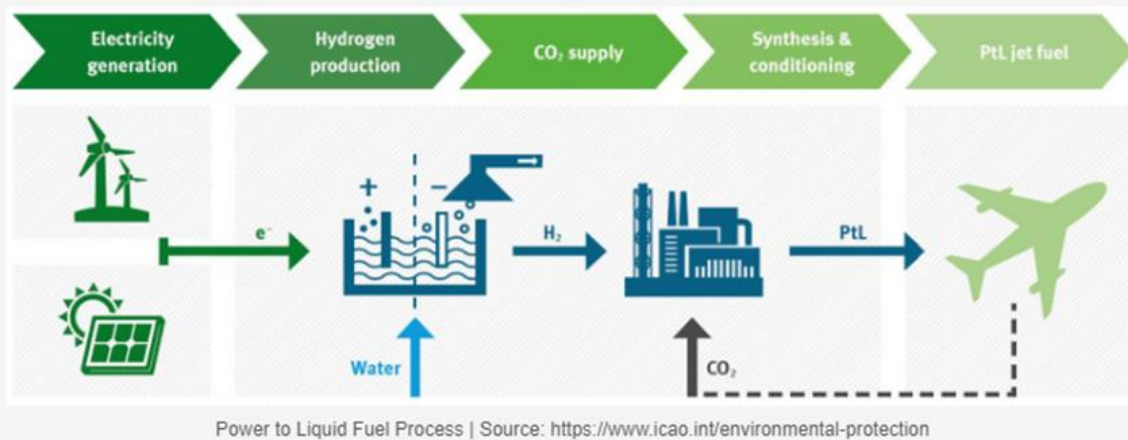 Electricity
generation
Hydrogen
production
CO₂ supply
Synthesis &
conditioning
PtL jet fuel
+
−
e⁻
H₂
PtL
Water
CO₂
Power to Liquid Fuel Process | Source: https://www.icao.int/environmental-protection